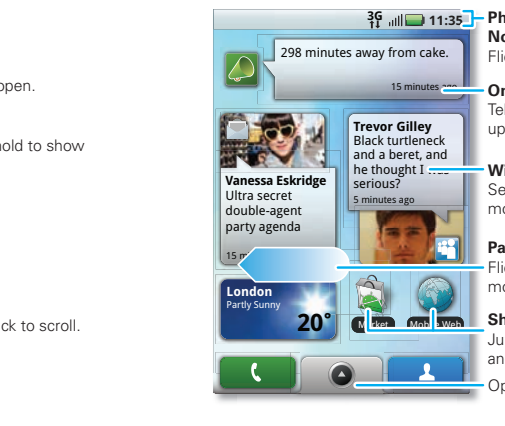 open.
hold to show
ck to scroll.
3G 11:35
298 minutes away from cake.
15 minutes ago
Vanessa Eskridge
Ultra secret
double-agent
party agenda
15 m
Trevor Gilley
Black turtleneck
and a beret, and
he thought I was
serious?
5 minutes ago
London
Partly Sunny
20°
Market
Mobile Web
Ph
No
Flic
On
Tel
up
Wi
Se
mo
Pa
Flic
mo
Sh
Ju
an
Op